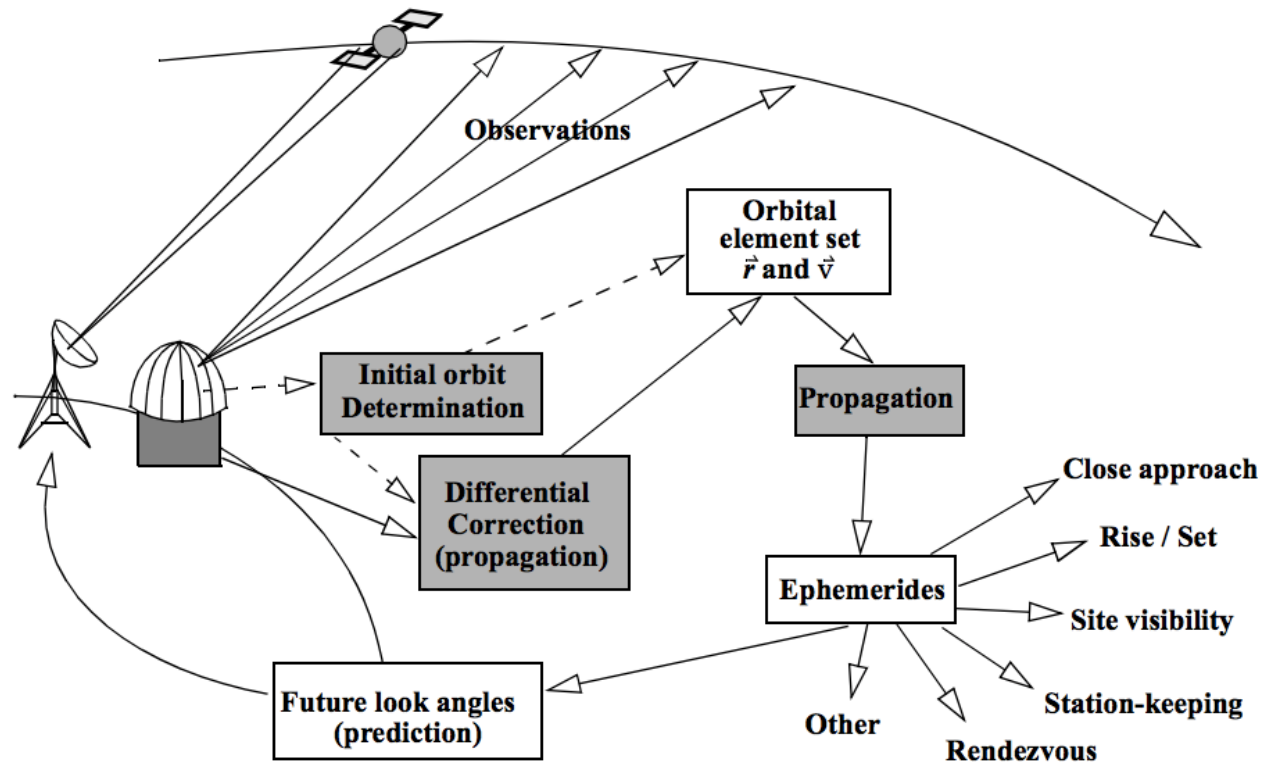 Observations
Orbital
element set
r⃗ and v⃗
Initial orbit
Determination
Propagation
Differential
Correction
(propagation)
Close approach
Rise / Set
Ephemerides
Site visibility
Station-keeping
Future look angles
(prediction)
Other
Rendezvous